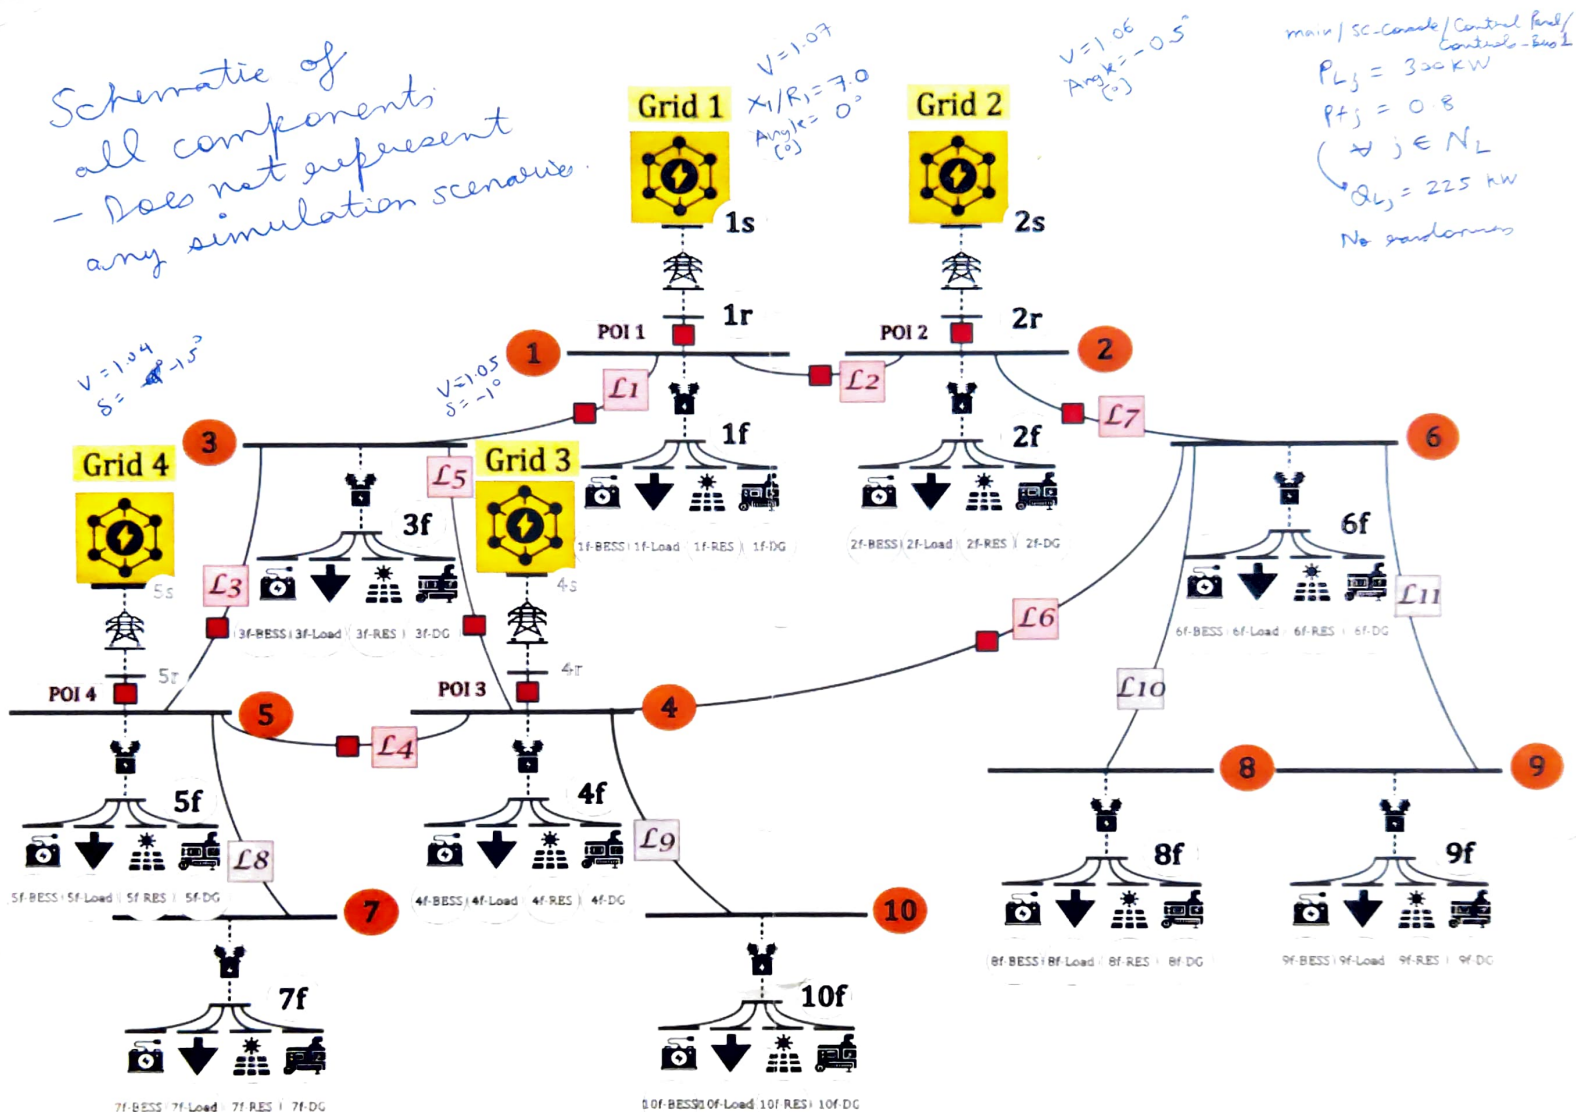 Schematic of
all components
- Does not represent
any simulation scenario.
V = 1.07
X1/R1 = 7.0
Angle = 0°
(°)
V = 1.06
Angle = -0.5°
(°)
main/SC-Console/Control Panel/
Controls-Bus 1
PLj = 300 kW
Pfj = 0.8
∀ j ∈ NL
QLj = 225 kW
No randomness
V = 1.04
δ = -1.5°
V = 1.05
δ = -1°
Grid 1
Grid 2
1s
2s
1r
2r
POI 1
POI 2
1
2
L1
L2
L7
1f
2f
3
6
Grid 4
Grid 3
L5
3f
6f
1f-BESS 1f-Load 1f-RES 1f-DG
2f-BESS 2f-Load 2f-RES 2f-DG
5s
4s
L3
L6
L11
3f-BESS 3f-Load 3f-RES 3f-DG
6f-BESS 6f-Load 6f-RES 6f-DG
5r
4r
POI 4
POI 3
L10
5
4
L4
8
9
5f
4f
L8
L9
8f
9f
5f-BESS 5f-Load 5f RES 5f-DG
4f-BESS 4f-Load 4f-RES 4f-DG
7
10
8f-BESS 8f-Load 8f-RES 8f-DG
9f-BESS 9f-Load 9f-RES 9f-DG
7f
10f
7f-BESS 7f-Load 7f-RES 7f-DG
10f-BESS 10f-Load 10f-RES 10f-DG